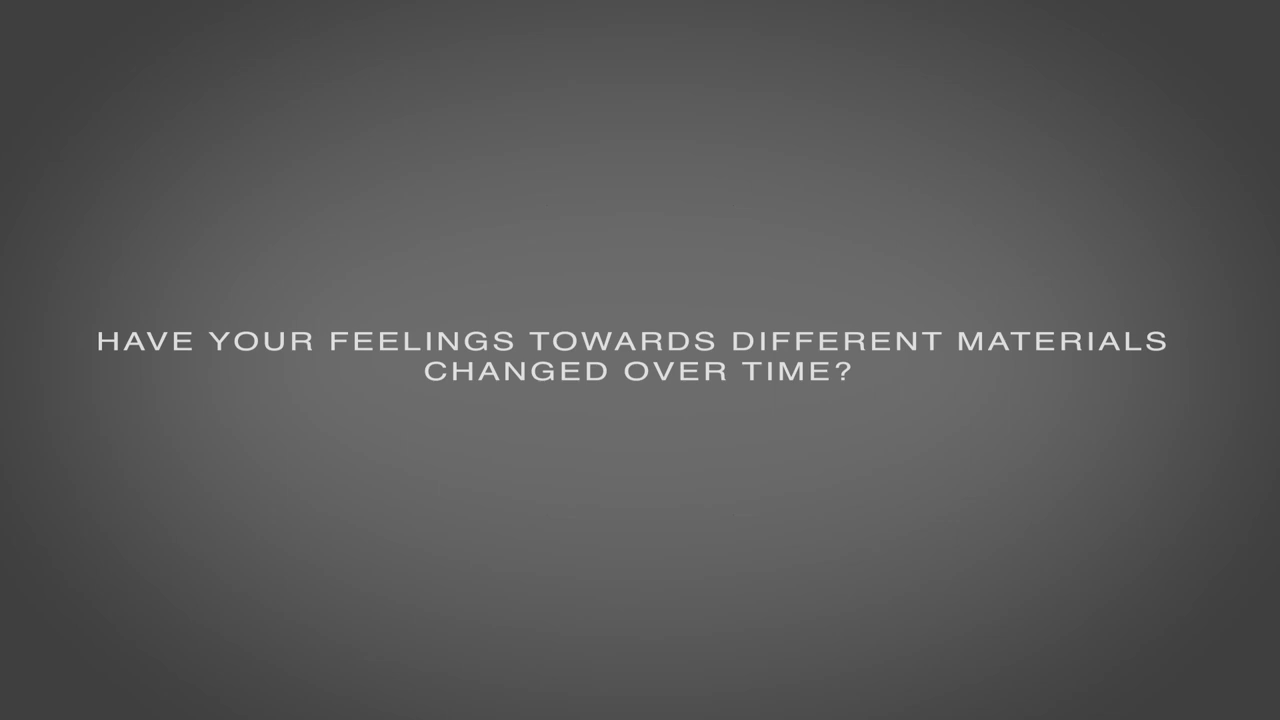 HAVE YOUR FEELINGS TOWARDS DIFFERENT MATERIALS
CHANGED OVER TIME?